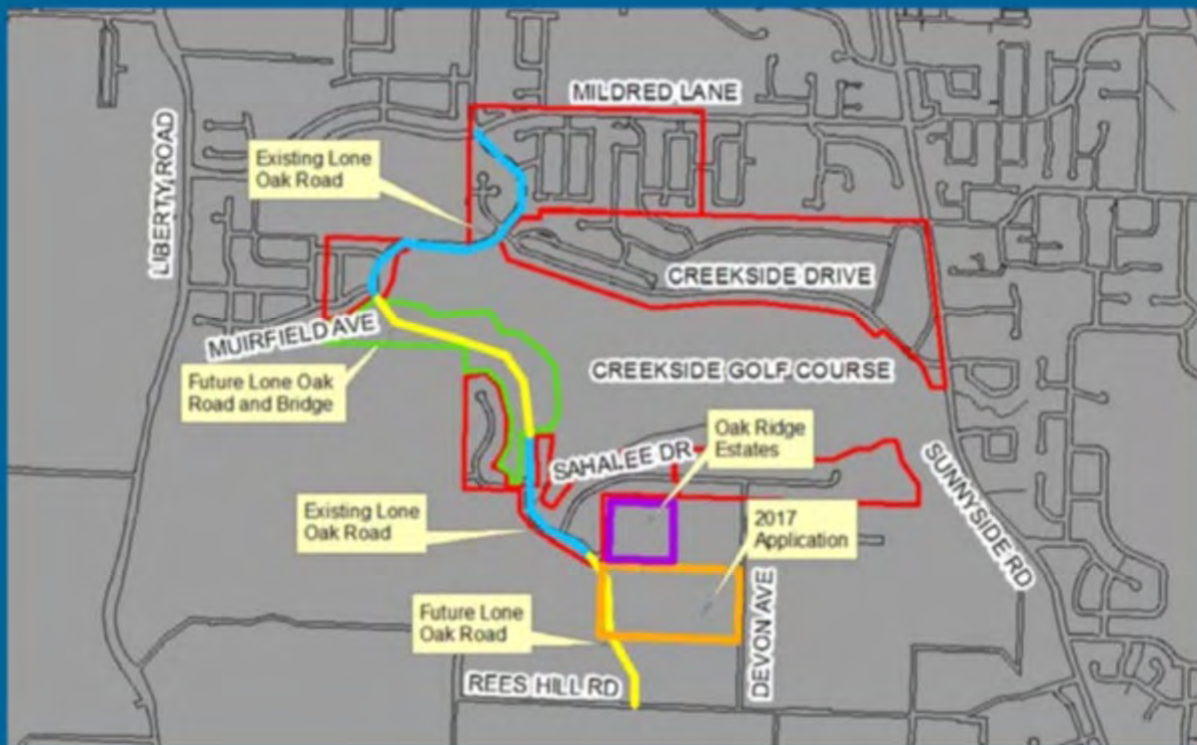 MILDRED LANE
Existing Lone
Oak Road
LIBERTY ROAD
CREEKSIDE DRIVE
MUIRFIELD AVE
CREEKSIDE GOLF COURSE
Future Lone Oak
Road and Bridge
Oak Ridge
Estates
SAHALEE DR
SUNNYSIDE RD
Existing Lone
Oak Road
2017
Application
Future Lone
Oak Road
DEVON AVE
REES HILL RD